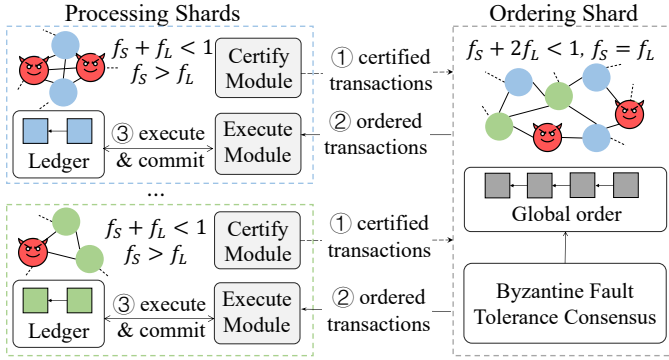 Processing Shards
f_S + f_L < 1
f_S > f_L
Certify
Module
① certified
transactions
Ledger
③ execute
& commit
Execute
Module
② ordered
transactions
...
f_S + f_L < 1
f_S > f_L
Certify
Module
① certified
transactions
Ledger
③ execute
& commit
Execute
Module
② ordered
transactions
Ordering Shard
f_S + 2f_L < 1, f_S = f_L
Global order
Byzantine Fault
Tolerance Consensus